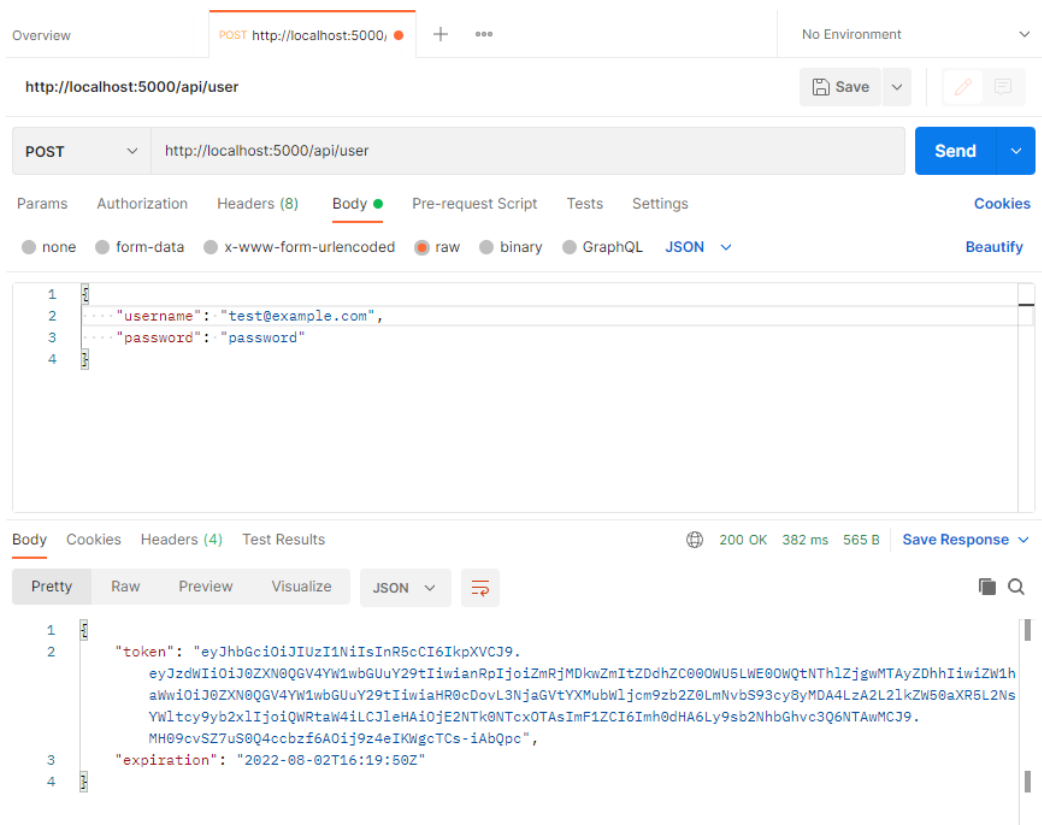 Overview
POST http://localhost:5000/
No Environment
http://localhost:5000/api/user
Save
POST
http://localhost:5000/api/user
Send
Params Authorization Headers (8) Body Pre-request Script Tests Settings Cookies
none form-data x-www-form-urlencoded raw binary GraphQL JSON Beautify
1 {
2 "username": "test@example.com",
3 "password": "password"
4 }
Body Cookies Headers (4) Test Results 200 OK 382 ms 565 B Save Response
Pretty Raw Preview Visualize JSON
1 {
2 "token": "eyJhbGciOiJIUzI1NiIsInR5cCI6IkpXVCJ9.
eyJzdWIiOiJ0ZXN0QGV4YW1wbGUuY29tIiwianRpIjoiZmRjMDkwZmItZDdhZC00OWU5LWE0OWQtNThlZjgwMTAyZDhhIiwiZW1h
aWwiOiJ0ZXN0QGV4YW1wbGUuY29tIiwiaHR0cDovL3NjaGVtYXMubWljcm9zb2Z0LmNvbS93cy8yMDA4LzA2L2lkZW50aXR5L2Ns
YWltcy9yb2xlIjoiQWRtaW4iLCJleHAiOjE2NTk0NTcxOTAsImF1ZCI6Imh0dHA6Ly9sb2NhbGhvc3Q6NTAwMCJ9.
MH09cvSZ7uS0Q4ccbzf6AOij9z4eIKWgcTCs-iAbQpc",
3 "expiration": "2022-08-02T16:19:50Z"
4 }